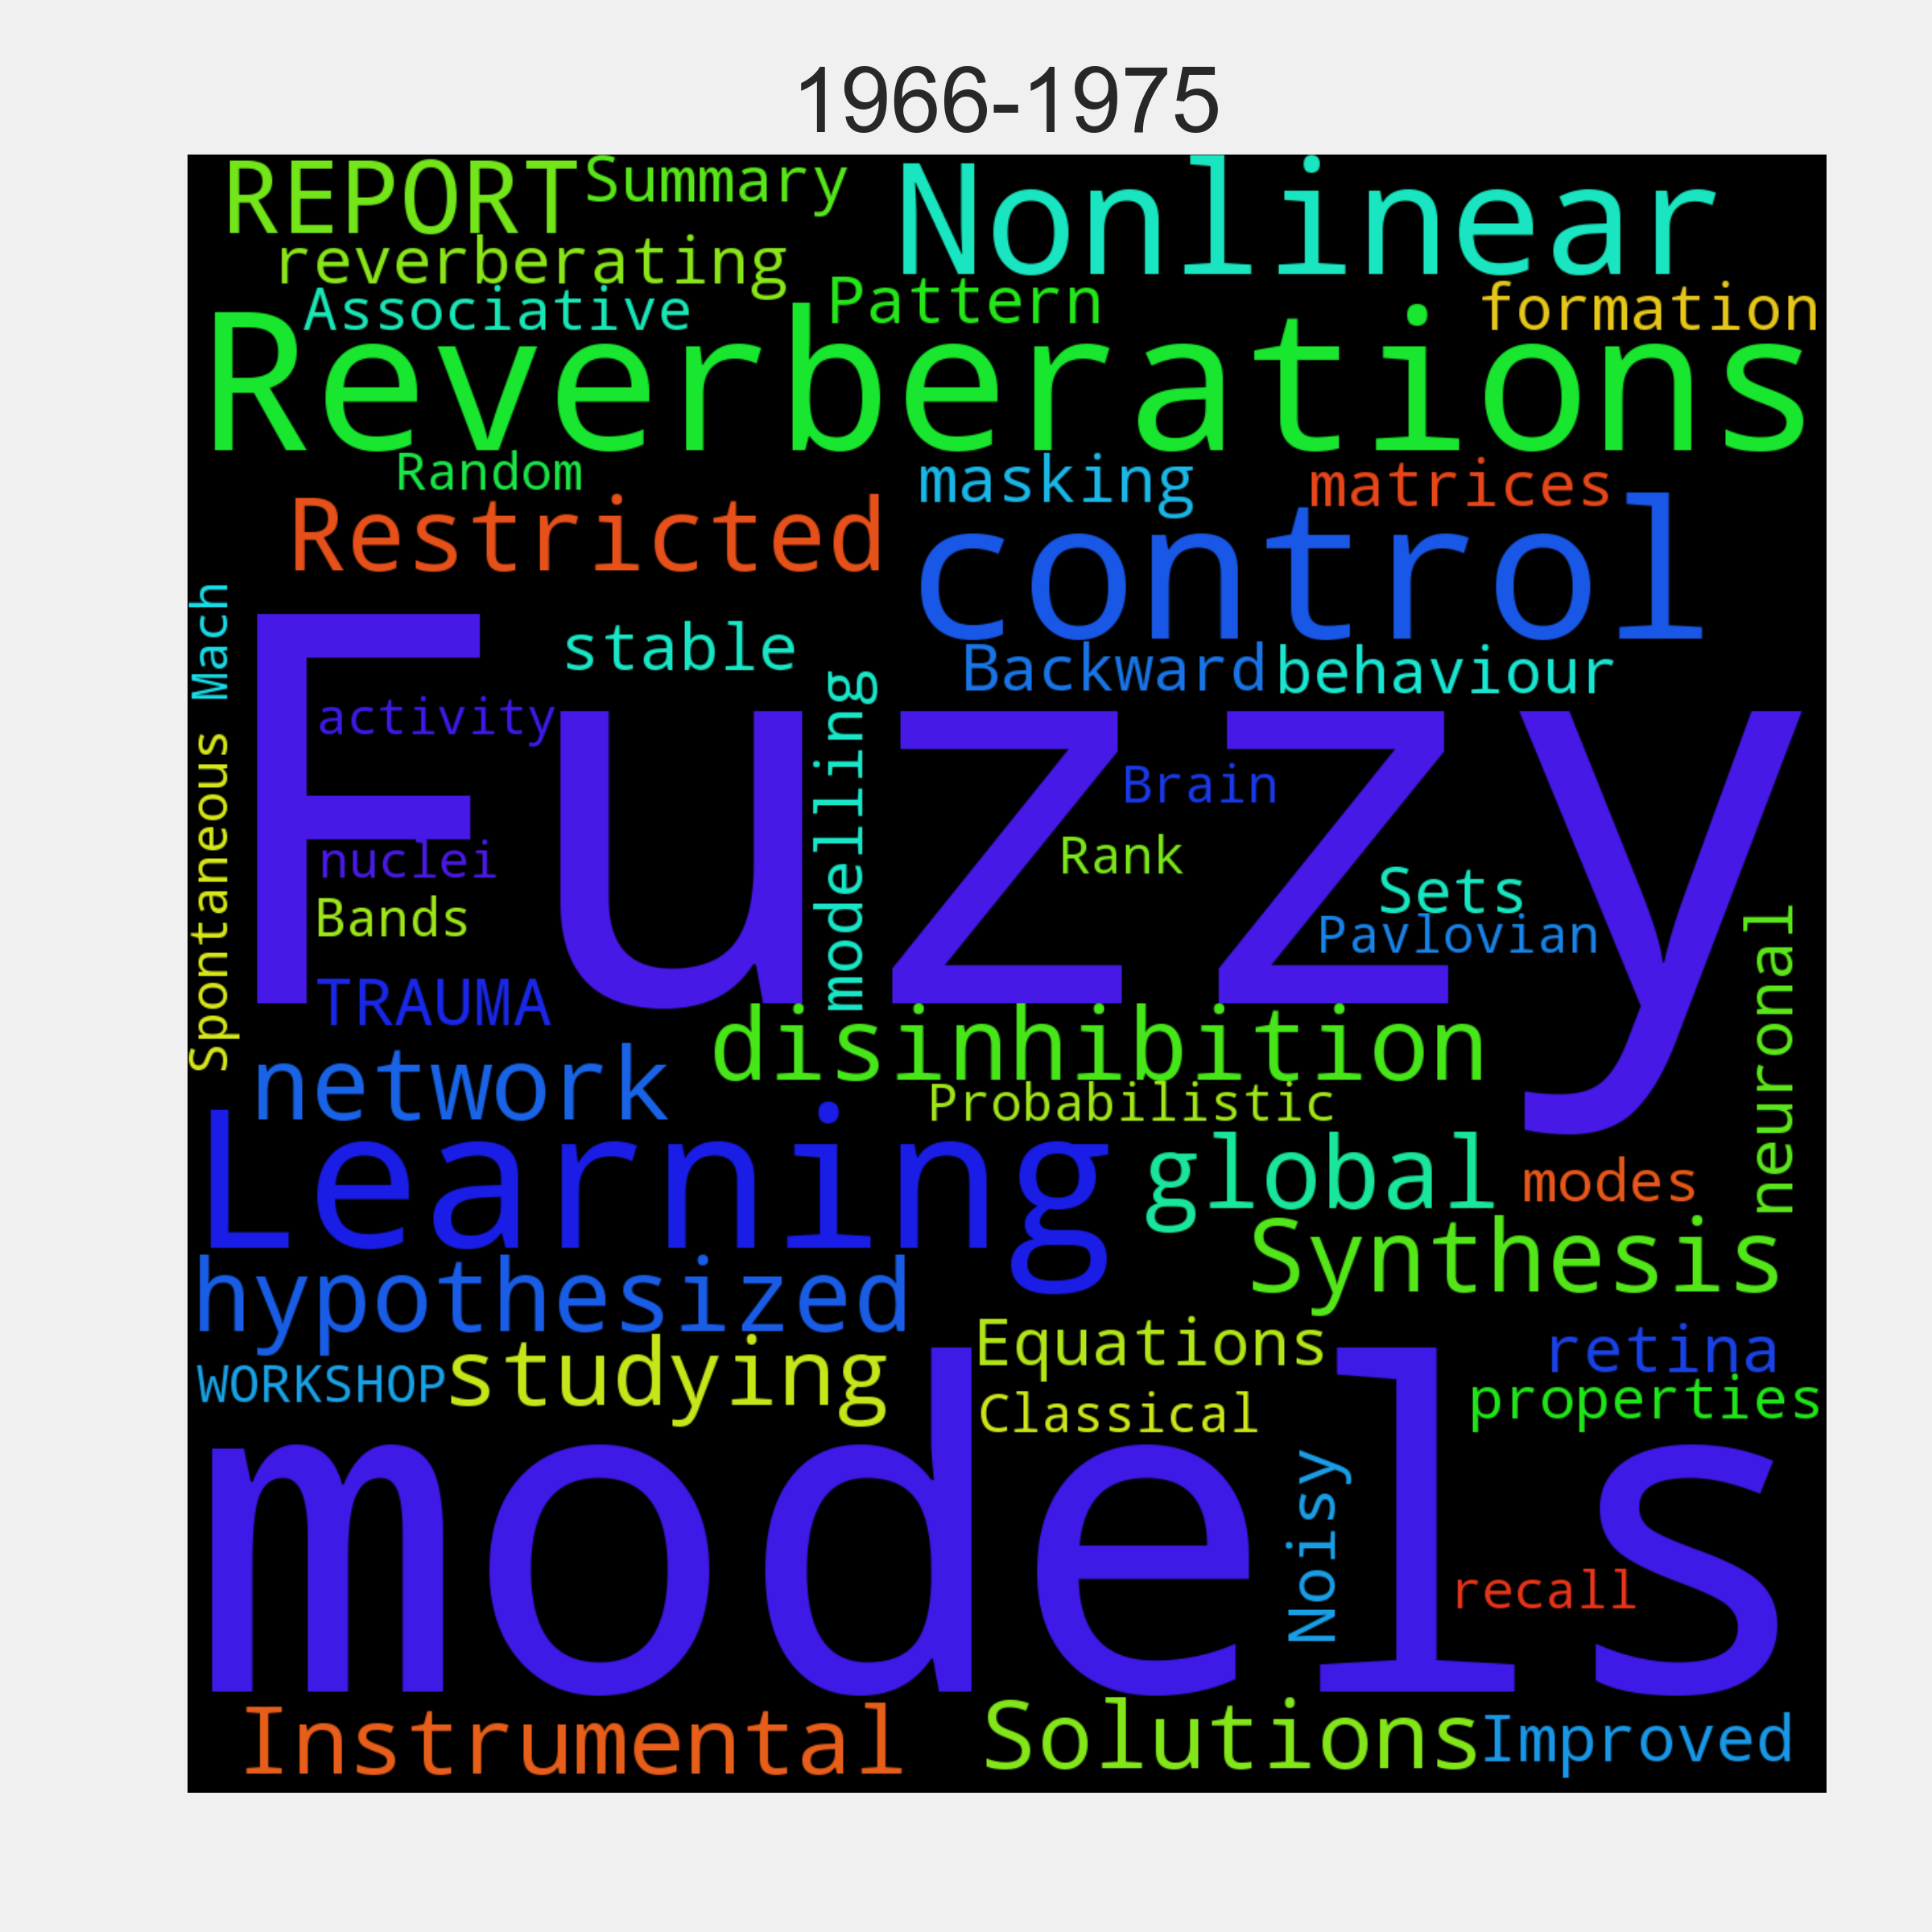 1966-1975
REPORT
Summary
Nonlinear
reverberating
Associative
Pattern
formation
Reverberations
Random
masking
matrices
Restricted
control
Mach
stable
Backward
behaviour
activity
Fuzzy
modelling
Brain
Spontaneous
nuclei
Rank
Bands
Sets
Pavlovian
neuronal
TRAUMA
disinhibition
network
Probabilistic
Learning
global
modes
Synthesis
hypothesized
Equations
retina
WORKSHOP
studying
Classical
properties
models
Noisy
recall
Instrumental
Solutions
Improved